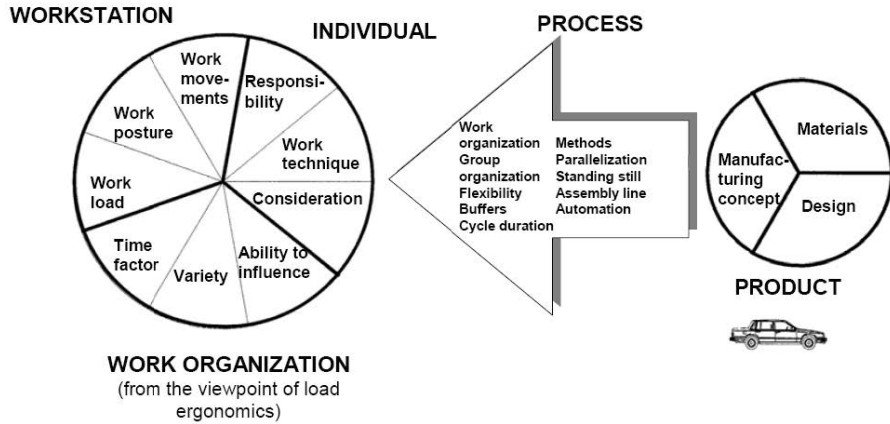 WORKSTATION
INDIVIDUAL
PROCESS
Work
move-
ments
Responsi-
bility
Work
posture
Work
technique
Work
load
Consideration
Time
factor
Variety
Ability to
influence
Work
organization
Group
organization
Flexibility
Buffers
Cycle duration
Methods
Parallelization
Standing still
Assembly line
Automation
Materials
Manufac-
turing
concept
Design
PRODUCT
WORK ORGANIZATION
(from the viewpoint of load
ergonomics)